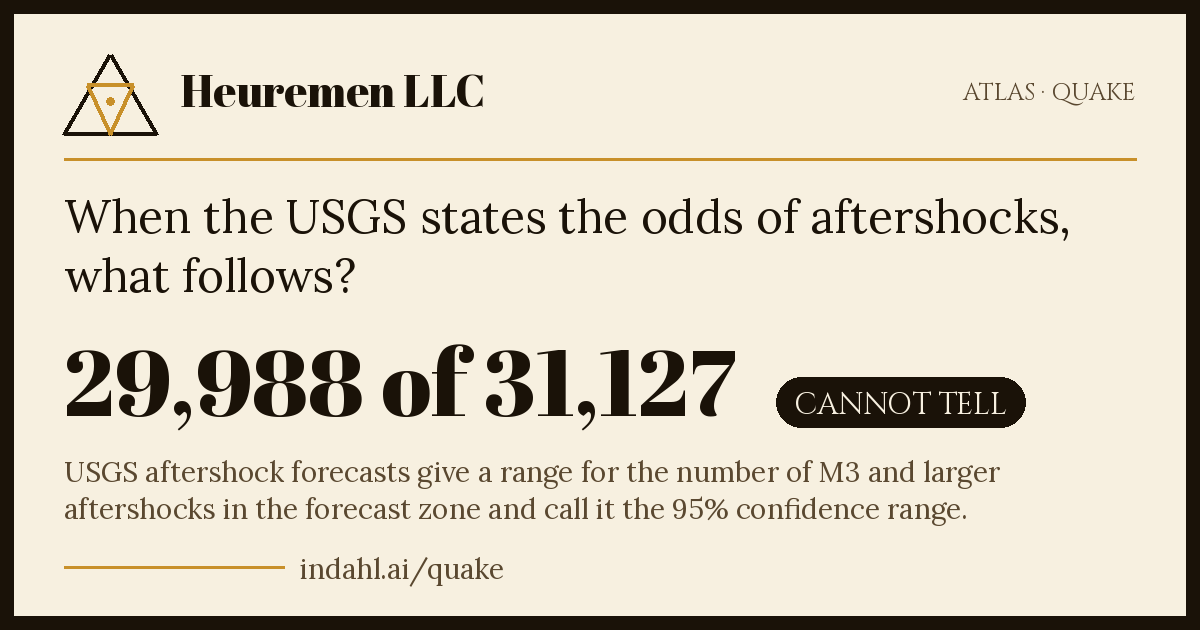 Heuremen LLC
ATLAS · QUAKE
When the USGS states the odds of aftershocks,
what follows?
29,988 of 31,127
CANNOT TELL
USGS aftershock forecasts give a range for the number of M3 and larger
aftershocks in the forecast zone and call it the 95% confidence range.
indahl.ai/quake